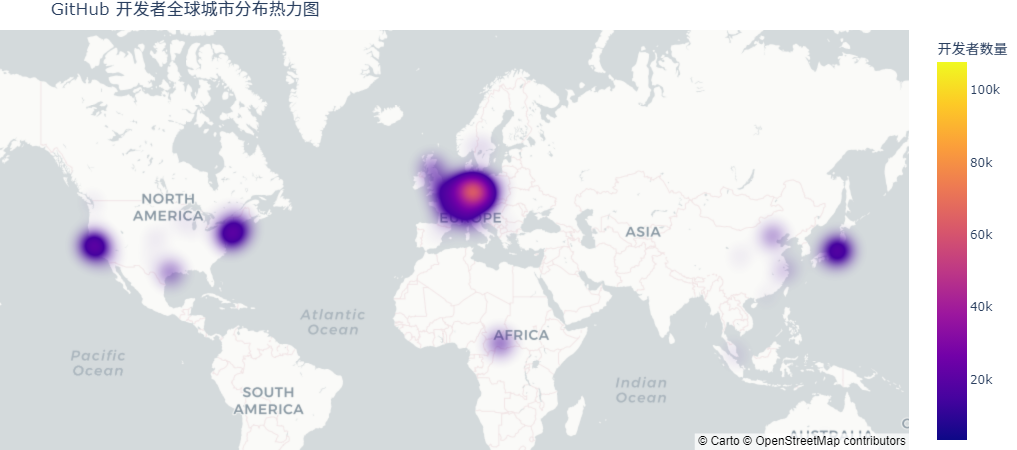 GitHub 开发者全球城市分布热力图
开发者数量
100k
80k
60k
40k
20k
NORTH
AMERICA
EUROPE
ASIA
Atlantic
Ocean
AFRICA
Pacific
Ocean
Indian
Ocean
SOUTH
AMERICA
AUSTRALIA
© Carto © OpenStreetMap contributors